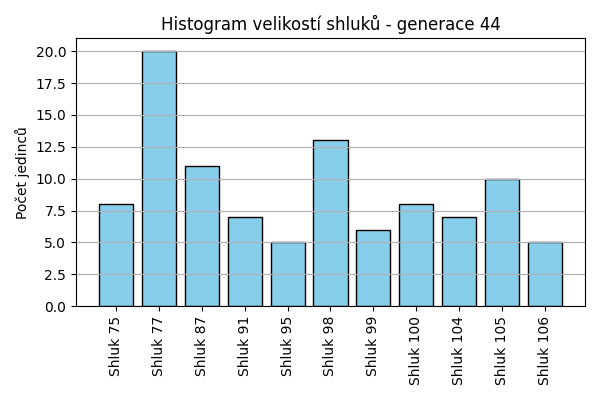 Histogram velikostí shluků - generace 44
Počet jedinců
20.0
17.5
15.0
12.5
10.0
7.5
5.0
2.5
0.0
Shluk 75
Shluk 77
Shluk 87
Shluk 91
Shluk 95
Shluk 98
Shluk 99
Shluk 100
Shluk 104
Shluk 105
Shluk 106